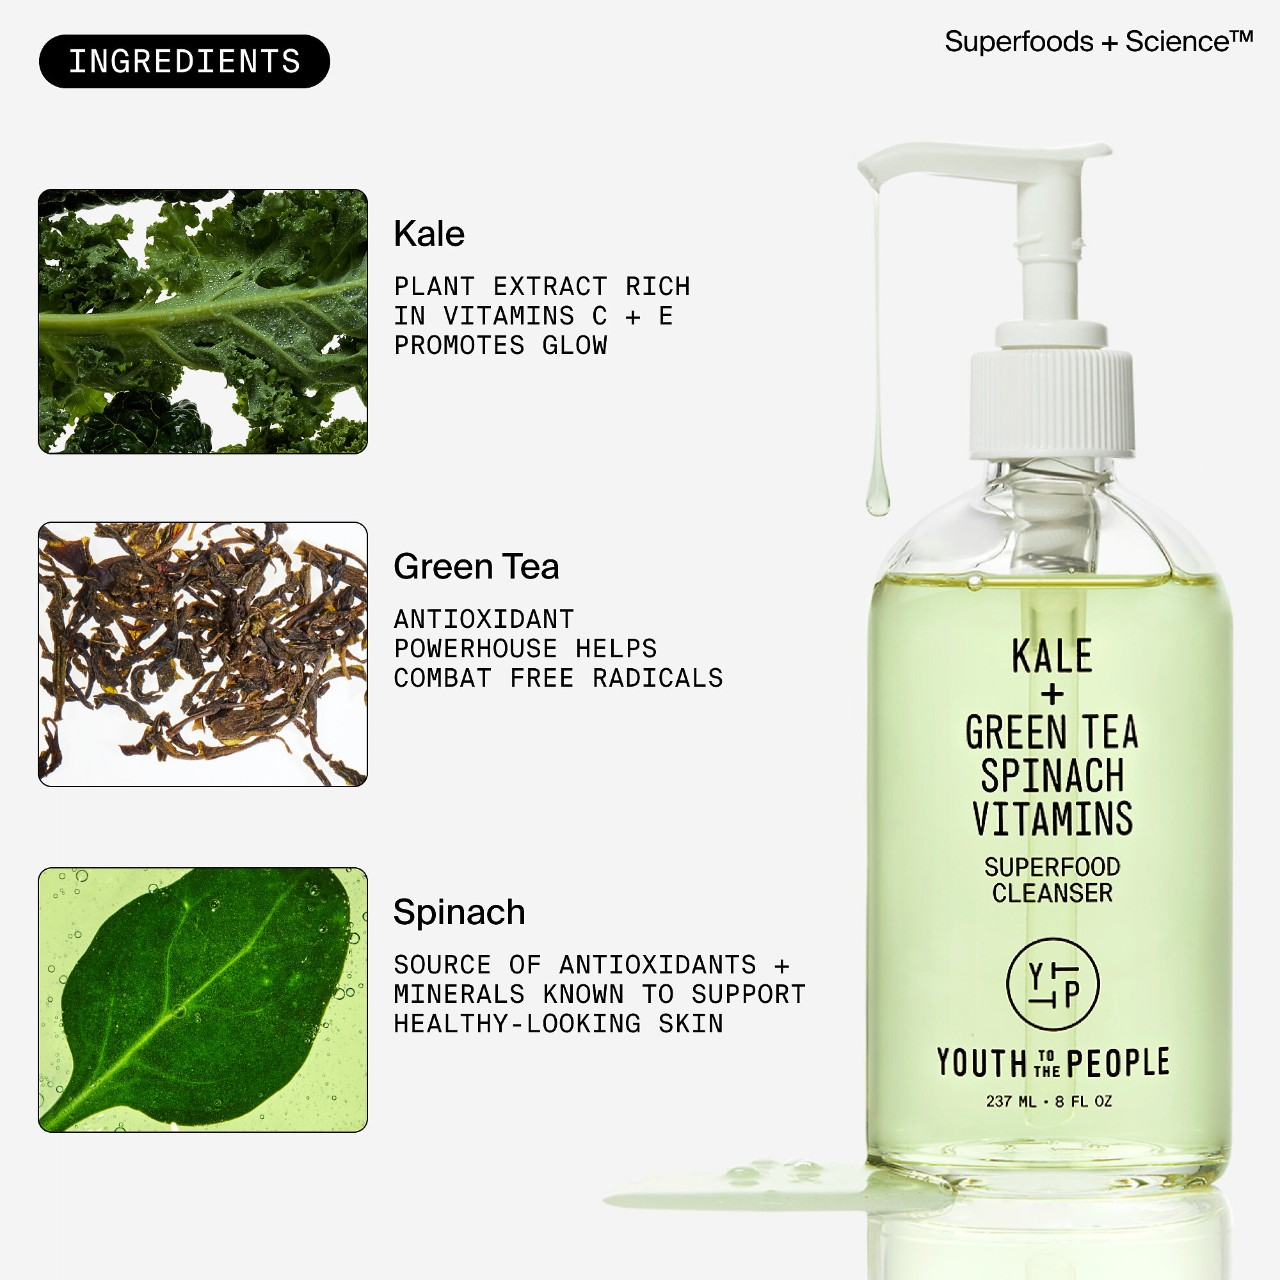 INGREDIENTS
Superfoods + Science™
Kale
PLANT EXTRACT RICH
IN VITAMINS C + E
PROMOTES GLOW
Green Tea
ANTIOXIDANT
POWERHOUSE HELPS
COMBAT FREE RADICALS
Spinach
SOURCE OF ANTIOXIDANTS +
MINERALS KNOWN TO SUPPORT
HEALTHY-LOOKING SKIN
KALE
+
GREEN TEA
SPINACH
VITAMINS
SUPERFOOD
CLEANSER
YTTP
YOUTH TO THE PEOPLE
237 ML • 8 FL OZ